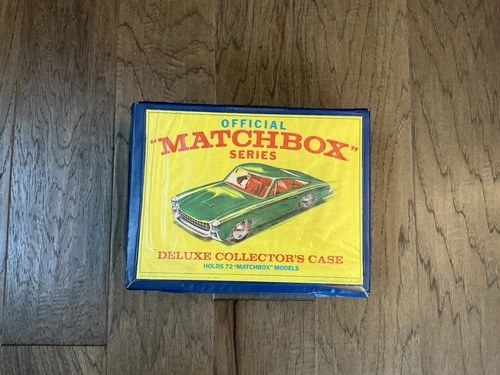 OFFICIAL
"MATCHBOX"
SERIES
DELUXE COLLECTOR'S CASE
HOLDS 72 "MATCHBOX" MODELS